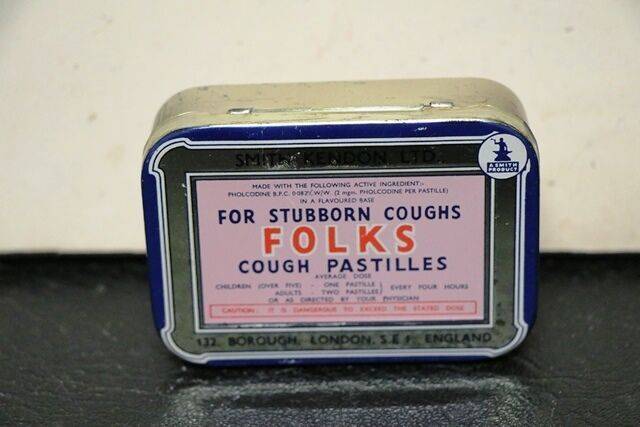 SMITH KENDON, LTD.
A SMITH
PRODUCT
MADE WITH THE FOLLOWING ACTIVE INGREDIENT:-
PHOLCODINE B.P.C. 0·082% W/W. (2 mgm. PHOLCODINE PER PASTILLE)
IN A FLAVOURED BASE
FOR STUBBORN COUGHS
FOLKS
COUGH PASTILLES
AVERAGE DOSE
CHILDREN (OVER FIVE) - ONE PASTILLE } EVERY FOUR HOURS
ADULTS - TWO PASTILLES
OR AS DIRECTED BY YOUR PHYSICIAN
CAUTION: IT IS DANGEROUS TO EXCEED THE STATED DOSE
132, BOROUGH, LONDON, S.E.1, ENGLAND